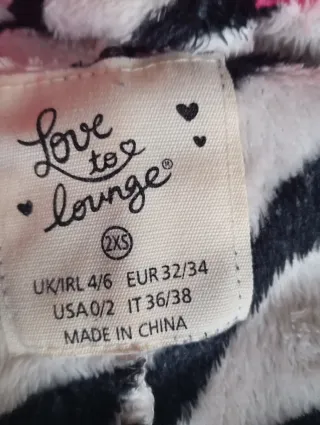 Love
to
lounge®
2XS
UK/IRL 4/6 EUR 32/34
USA 0/2 IT 36/38
MADE IN CHINA